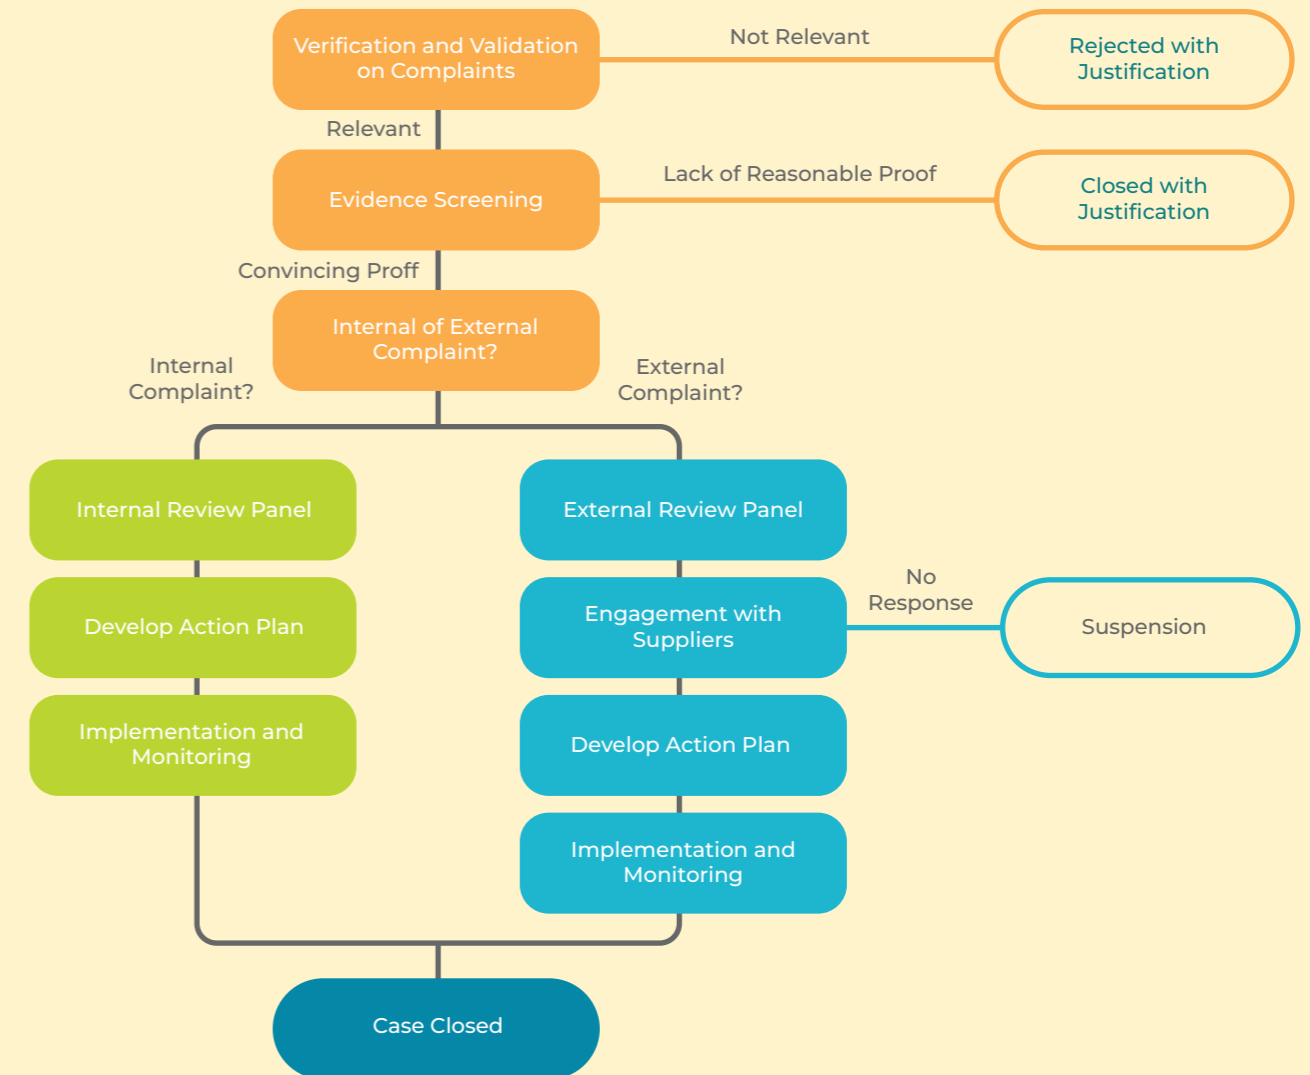 Verification and Validation
on Complaints
Not Relevant
Rejected with
Justification
Relevant
Evidence Screening
Lack of Reasonable Proof
Closed with
Justification
Convincing Proff
Internal of External
Complaint?
Internal
Complaint?
External
Complaint?
Internal Review Panel
External Review Panel
Develop Action Plan
Engagement with
Suppliers
No
Response
Suspension
Implementation and
Monitoring
Develop Action Plan
Implementation and
Monitoring
Case Closed